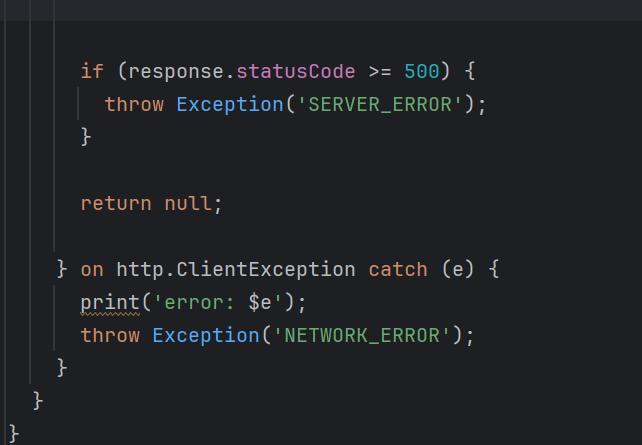 if (response.statusCode >= 500) {
throw Exception('SERVER_ERROR');
}
return null;
} on http.ClientException catch (e) {
print('error: $e');
throw Exception('NETWORK_ERROR');
}
}
}